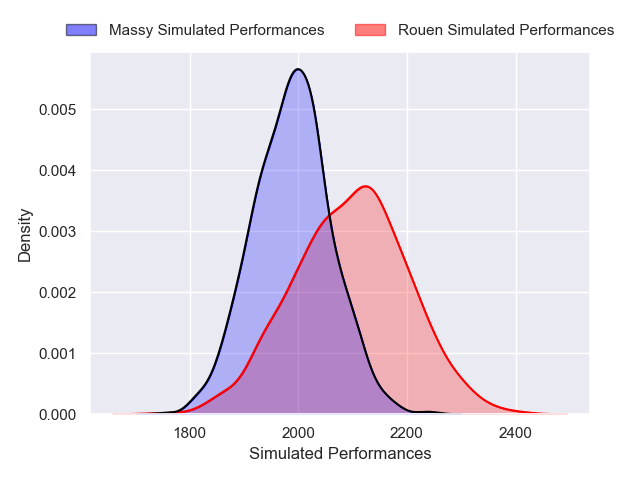 Massy Simulated Performances Rouen Simulated Performances
0.005
0.004
0.003
0.002
0.001
0.000
Density
1800 2000 2200 2400
Simulated Performances